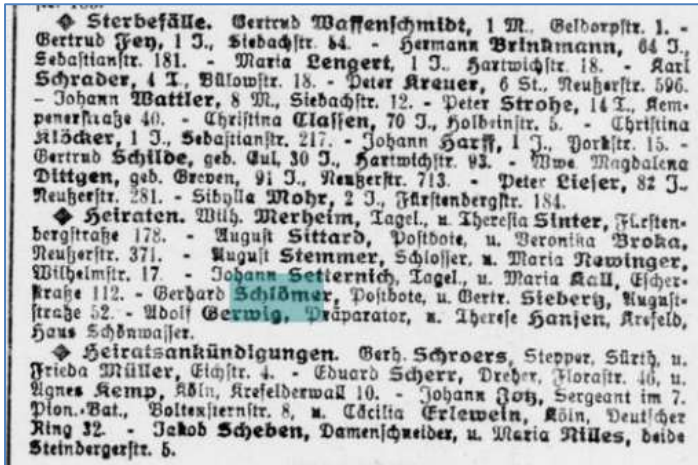 ◆ Sterbefälle. Gertrud Waffenschmidt, 1 M., Geldorpstr. 1. -
Gertrud Fey, 1 J., Siebachstr. 84. - Hermann Brinkmann, 64 J.,
Sebastianstr. 181. - Maria Lengert, 1 J., Hartwichstr. 18. - Karl
Schrader, 4 T., Bülowstr. 18. - Peter Kreuer, 6 St., Neußerstr. 596.
- Johann Wattler, 8 M., Siebachstr. 12. - Peter Strohe, 14 T., Kem-
penerstraße 40. - Christina Classen, 70 J., Holbeinstr. 5. - Christina
Klöcker, 1 J., Sebastianstr. 217. - Johann Harff, 1 J., Yorkstr. 15. -
Gertrud Schilde, geb. Gul, 30 J., Hartwichstr. 93. - Wwe Magdalena
Dittgen, geb. Greven, 91 J., Neußerstr. 713. - Peter Lieser, 82 J.,
Neußerstr. 281. - Sibylla Mohr, 2 J., Fürstenbergstr. 184.
◆ Heiraten. Wilh. Merheim, Tagel., u. Theresia Sinter, Fürsten-
bergstraße 178. - August Sittard, Postbote, u. Veronika Broka,
Neußerstr. 371. - August Stemmer, Schlosser, u. Maria Newinger,
Wilhelmstr. 17. - Johann Setternich, Tagel., u. Maria Kall, Escher-
straße 112. - Gerhard Schlömer, Postbote, u. Gertr. Sieberg, August-
straße 52. - Adolf Gerwig, Präparator, u. Therese Hansen, Krefeld,
Haus Schönwasser.
◆ Heiratsankündigungen. Gerh. Schroers, Stepper, Sürth, u.
Frieda Müller, Eichstr. 4. - Eduard Scherr, Dreher, Florastr. 46, u.
Agnes Kemp, Köln, Krefelderwall 10. - Johann Jotz, Sergeant im 7.
Pion.-Bat., Voltensternstr. 8, u. Cäcilia Erlewein, Köln, Deutscher
Ring 32. - Jakob Scheben, Damenschneider, u. Maria Nilles, beide
Steinbergerstr. 5.